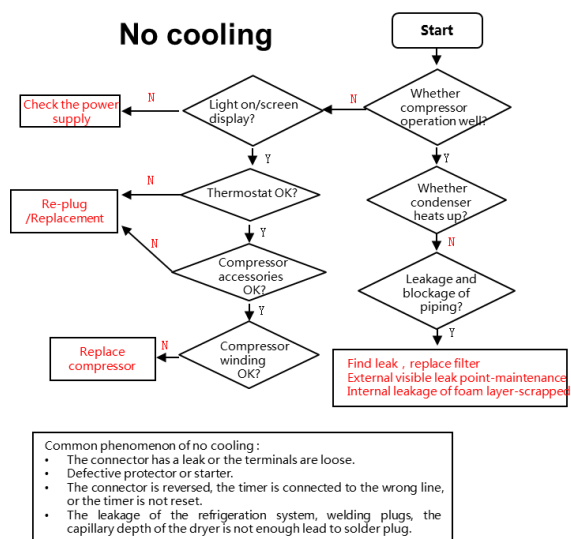 No cooling
Start
Whether
compressor
operation well?
N
Light on/screen
display?
N
Check the power
supply
Y
Y
Thermostat OK?
N
Re-plug
/Replacement
Whether
condenser
heats up?
Y
N
Compressor
accessories
OK?
N
Leakage and
blockage of
piping?
Y
Y
Compressor
winding
OK?
N
Replace
compressor
Find leak , replace filter
External visible leak point-maintenance
Internal leakage of foam layer-scrapped
Common phenomenon of no cooling :
• The connector has a leak or the terminals are loose.
• Defective protector or starter.
• The connector is reversed, the timer is connected to the wrong line,
or the timer is not reset.
• The leakage of the refrigeration system, welding plugs, the
capillary depth of the dryer is not enough lead to solder plug.